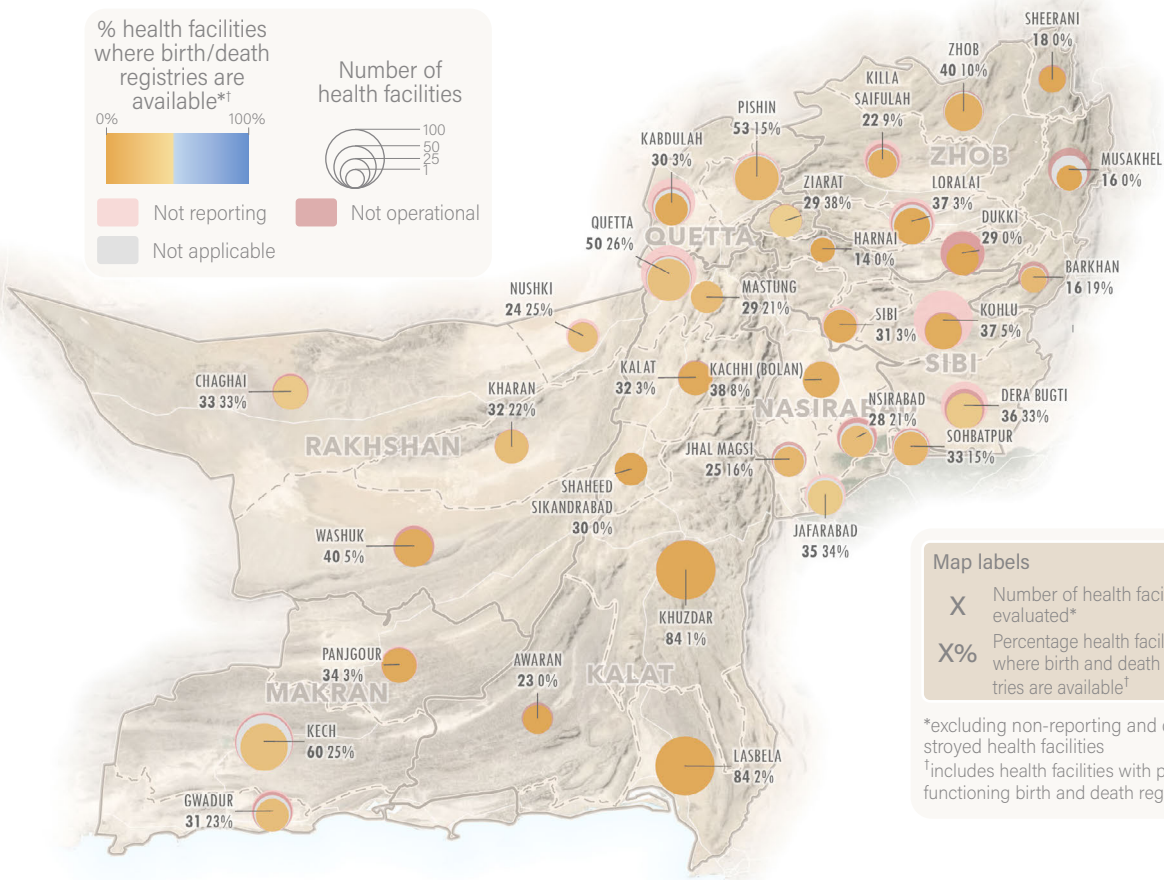 % health facilities
where birth/death
registries are
available*†
0%
100%
Number of
health facilities
100
50
25
1
Not reporting
Not operational
Not applicable
SHEERANI
18 0%
ZHOB
40 10%
KILLA
SAIFULAH
22 9%
PISHIN
53 15%
KABDULAH
30 3%
ZHOB
MUSAKHEL
16 0%
ZIARAT
29 38%
LORALAI
37 3%
DUKKI
29 0%
QUETTA
50 26%
QUETTA
HARNAI
14 0%
BARKHAN
16 19%
NUSHKI
24 25%
MASTUNG
29 21%
SIBI
31 3%
KOHLU
37 5%
SIBI
CHAGHAI
33 33%
KHARAN
32 22%
KALAT
32 3%
KACHHI (BOLAN)
38 8%
NASIRABAD
NSIRABAD
28 21%
DERA BUGTI
36 33%
SOHBATPUR
33 15%
RAKHSHAN
JHAL MAGSI
25 16%
SHAHEED
SIKANDRABAD
30 0%
JAFARABAD
35 34%
WASHUK
40 5%
KHUZDAR
84 1%
PANJGOUR
34 3%
MAKRAN
AWARAN
23 0%
KALAT
KECH
60 25%
LASBELA
84 2%
GWADUR
31 23%
Map labels
X
Number of health faci
evaluated*
X%
Percentage health facil
where birth and death
tries are available†
*excluding non-reporting and
stroyed health facilities
†includes health facilities with p
functioning birth and death reg